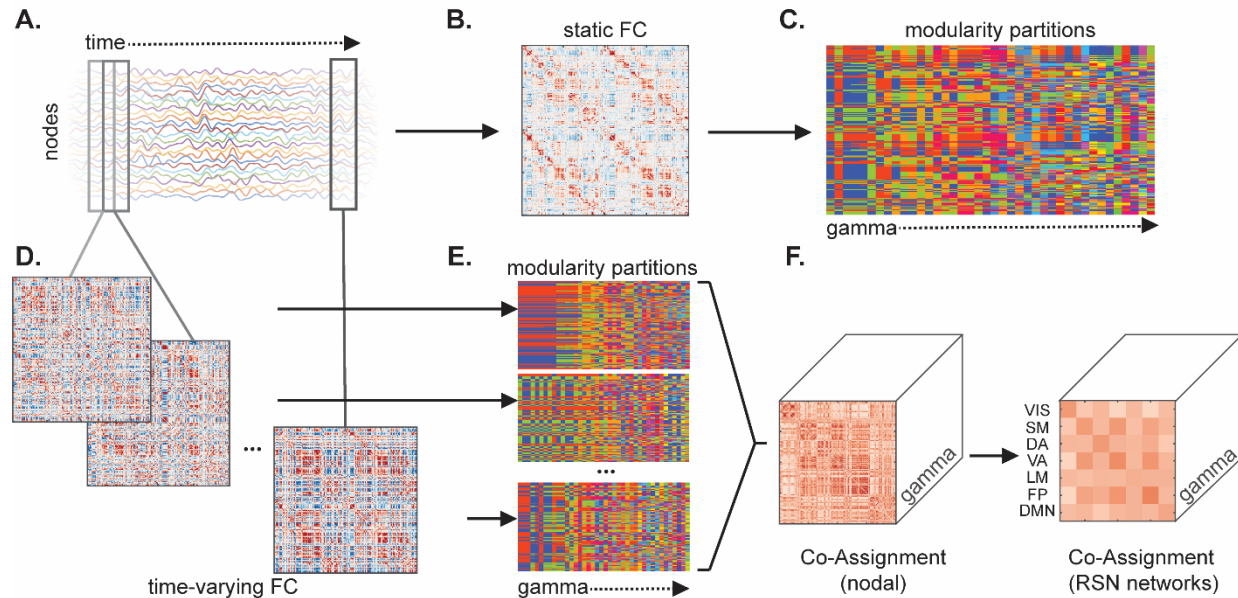 A.
time
nodes
B.
static FC
C.
modularity partitions
gamma
D.
...
time-varying FC
E.
modularity partitions
...
gamma
F.
gamma
Co-Assignment
(nodal)
VIS
SM
DA
VA
LM
FP
DMN
gamma
Co-Assignment
(RSN networks)